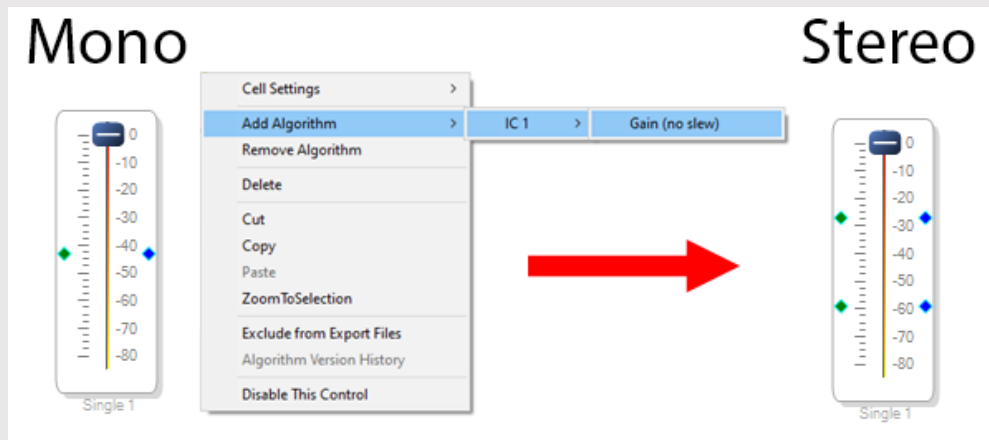 Mono
Stereo
Cell Settings
Add Algorithm
IC 1
Gain (no slew)
Remove Algorithm
Delete
Cut
Copy
Paste
ZoomToSelection
Exclude from Export Files
Algorithm Version History
Disable This Control
0
-10
-20
-30
-40
-50
-60
-70
-80
Single 1
0
-10
-20
-30
-40
-50
-60
-70
-80
Single 1